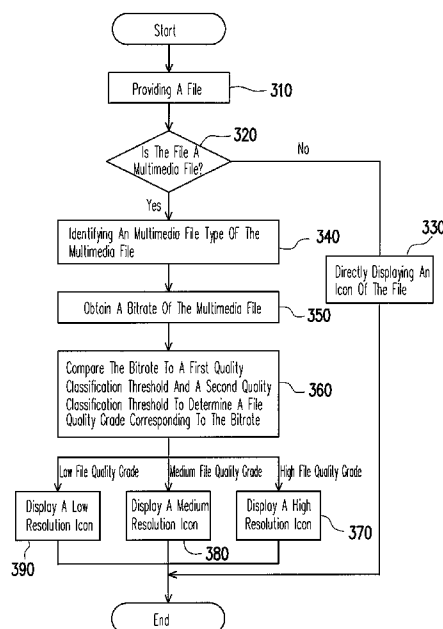 Start
Providing A File
310
320
Is The File A
Multimedia File?
No
Yes
330
Identifying An Multimedia File Type Of The
Multimedia File
340
Directly Displaying An
Icon Of The File
Obtain A Bitrate Of The Multimedia File
350
Compare The Bitrate To A First Quality
Classification Threshold And A Second Quality
Classification Threshold To Determine A File
Quality Grade Corresponding To The Bitrate
360
Low File Quality Grade
Medium File Quality Grade
High File Quality Grade
Display A Low
Resolution Icon
Display A Medium
Resolution Icon
Display A High
Resolution Icon
390
380
370
End